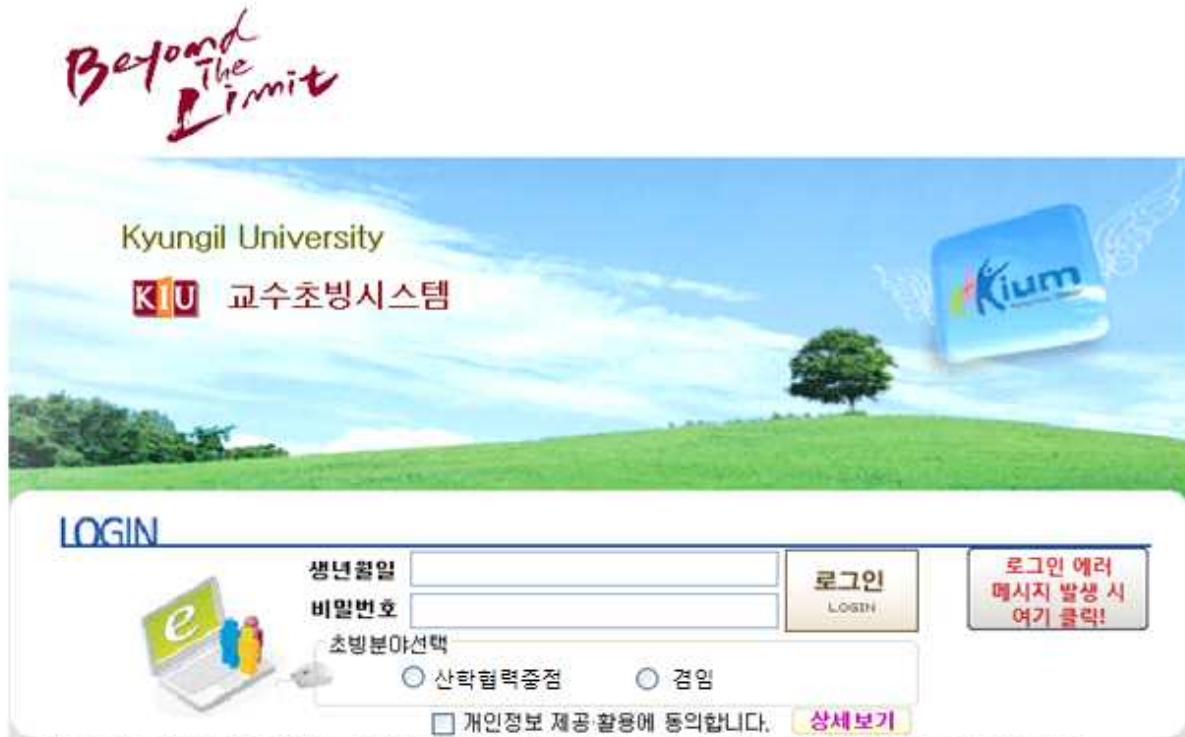 Beyond
The
Limit
Kyungil University
KIU 교수초빙시스템
Kium
LOGIN
생년월일
비밀번호
로그인
LOGIN
로그인 에러
메시지 발생 시
여기 클릭!
초빙분야선택
산학협력중점 겸임
개인정보 제공·활용에 동의합니다. 상세보기